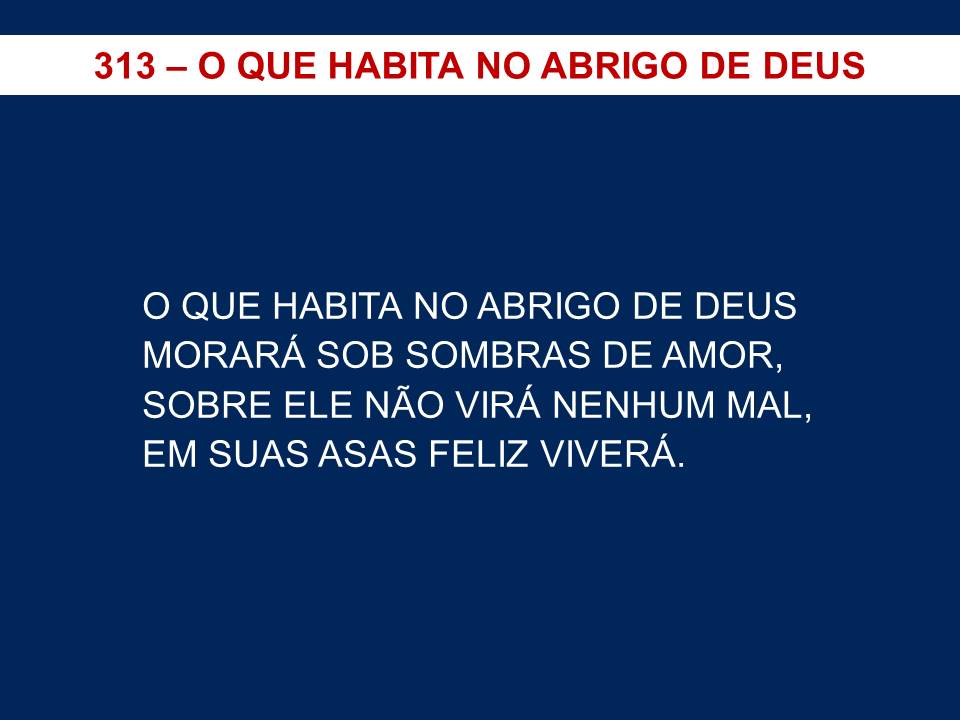 313 – O QUE HABITA NO ABRIGO DE DEUS
O QUE HABITA NO ABRIGO DE DEUS
MORARÁ SOB SOMBRAS DE AMOR,
SOBRE ELE NÃO VIRÁ NENHUM MAL,
EM SUAS ASAS FELIZ VIVERÁ.